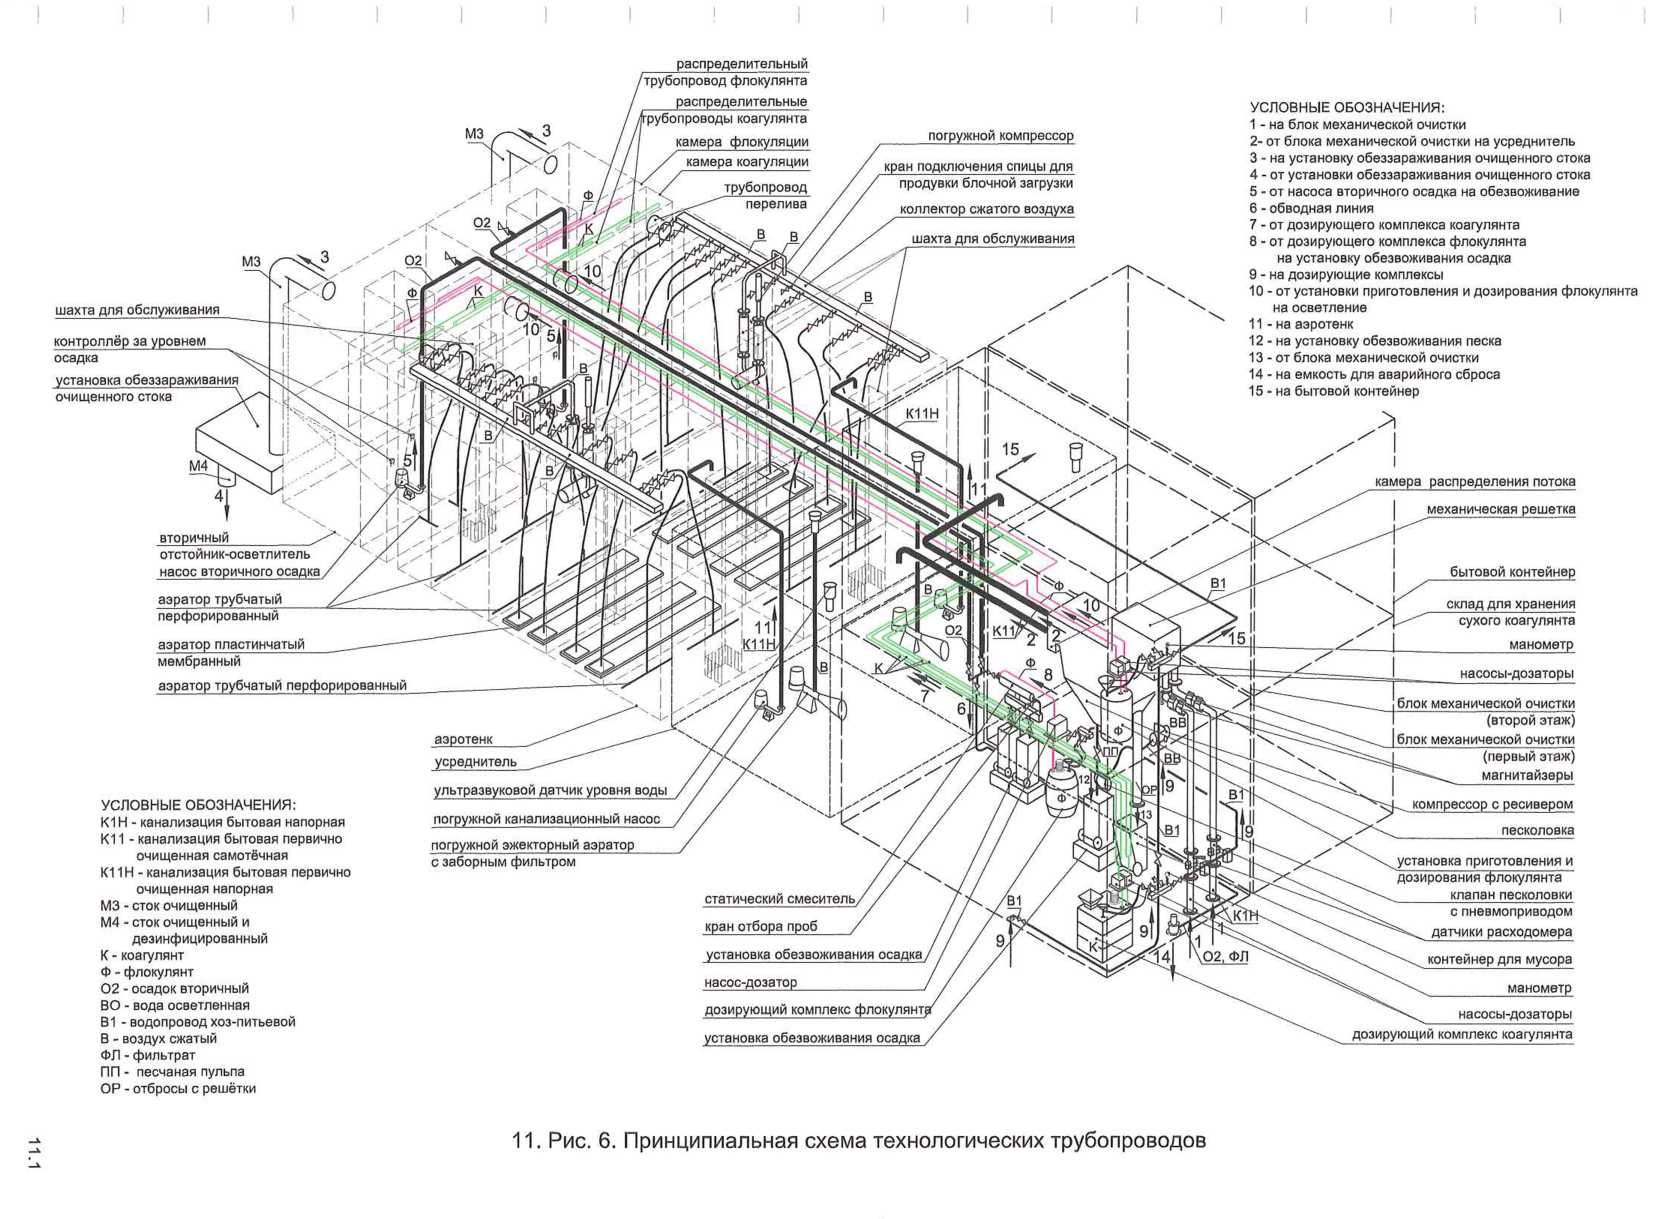 распределительный
трубопровод флокулянта
распределительные
трубопроводы коагулянта
камера флокуляции
камера коагуляции
трубопровод
перелива
погружной компрессор
кран подключения спицы для
продувки блочной загрузки
коллектор сжатого воздуха
шахта для обслуживания
УСЛОВНЫЕ ОБОЗНАЧЕНИЯ:
1 - на блок механической очистки
2- от блока механической очистки на усреднитель
3 - на установку обеззараживания очищенного стока
4 - от установки обеззараживания очищенного стока
5 - от насоса вторичного осадка на обезвоживание
6 - обводная линия
7 - от дозирующего комплекса коагулянта
8 - от дозирующего комплекса флокулянта
на установку обезвоживания осадка
9 - на дозирующие комплексы
10 - от установки приготовления и дозирования флокулянта
на осветление
11 - на аэротенк
12 - на установку обезвоживания песка
13 - от блока механической очистки
14 - на емкость для аварийного сброса
15 - на бытовой контейнер
М3
3
М3
3
О2
Ф
К
О2
Ф
К
10
10
5
В
В
В
К11Н
15
11
шахта для обслуживания
контроллёр за уровнем
осадка
установка обеззараживания
очищенного стока
М4
4
5
В
В
В
вторичный
отстойник-осветлитель
насос вторичного осадка
аэратор трубчатый
перфорированный
аэратор пластинчатый
мембранный
аэратор трубчатый перфорированный
аэротенк
усреднитель
ультразвуковой датчик уровня воды
погружной канализационный насос
погружной эжекторный аэратор
с заборным фильтром
11
К11Н
В
В
О2
К11
2
2
Ф
10
В1
15
К
7
6
Ф
8
Ф
Ф
ПП
12
ВВ
ВВ
ОР
9
13
В1
В1
9
К
В1
9
9
14
1
1
К1Н
О2, ФЛ
камера распределения потока
механическая решетка
бытовой контейнер
склад для хранения
сухого коагулянта
манометр
насосы-дозаторы
блок механической очистки
(второй этаж)
блок механической очистки
(первый этаж)
магнитайзеры
компрессор с ресивером
песколовка
установка приготовления и
дозирования флокулянта
клапан песколовки
с пневмоприводом
датчики расходомера
контейнер для мусора
манометр
насосы-дозаторы
дозирующий комплекс коагулянта
статический смеситель
кран отбора проб
установка обезвоживания осадка
насос-дозатор
дозирующий комплекс флокулянта
установка обезвоживания осадка
УСЛОВНЫЕ ОБОЗНАЧЕНИЯ:
К1Н - канализация бытовая напорная
К11 - канализация бытовая первично
очищенная самотёчная
К11Н - канализация бытовая первично
очищенная напорная
М3 - сток очищенный
М4 - сток очищенный и
дезинфицированный
К - коагулянт
Ф - флокулянт
О2 - осадок вторичный
ВО - вода осветленная
В1 - водопровод хоз-питьевой
В - воздух сжатый
ФЛ - фильтрат
ПП - песчаная пульпа
ОР - отбросы с решётки
11. Рис. 6. Принципиальная схема технологических трубопроводов
11.1